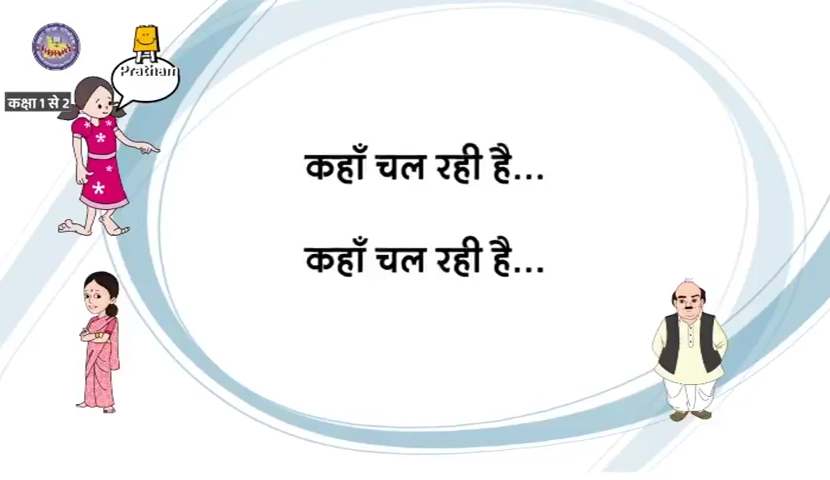 Pratham
कक्षा 1 से 2
कहाँ चल रही है...
कहाँ चल रही है...